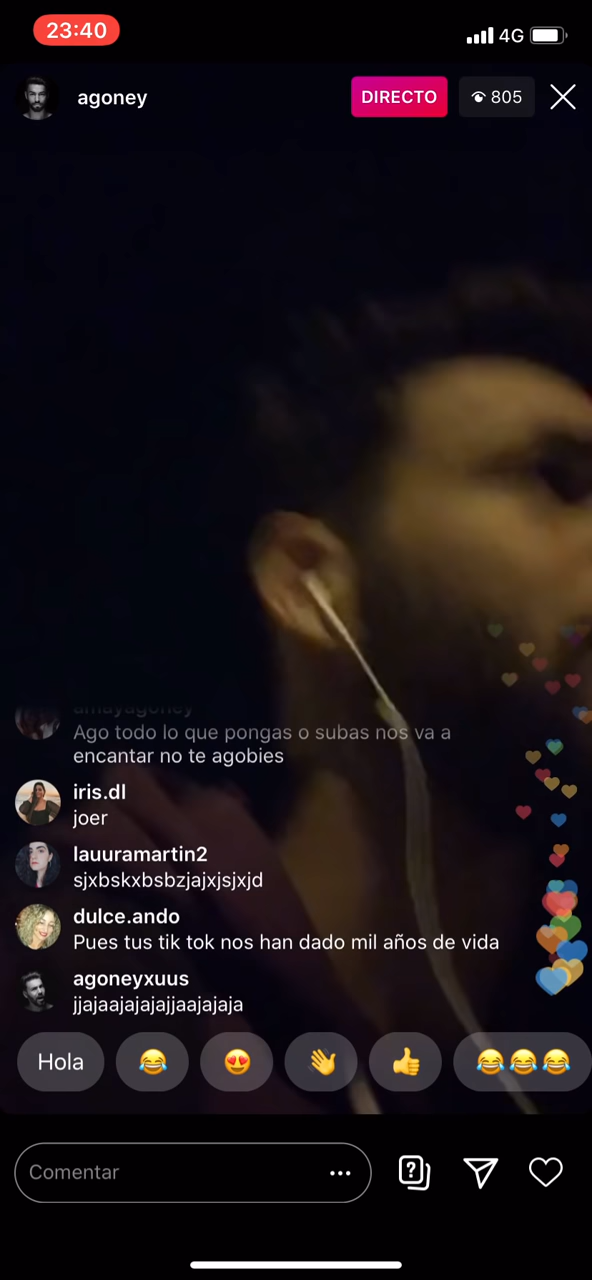 23:40
4G
agoney
DIRECTO
805
amayagoney
Ago todo lo que pongas o subas nos va a
encantar no te agobies
iris.dl
joer
lauuramartin2
sjxbskxbsbzjajxjsjxjd
dulce.ando
Pues tus tik tok nos han dado mil años de vida
agoneyxuus
jjajaajajajajjaajajaja
Hola
Comentar